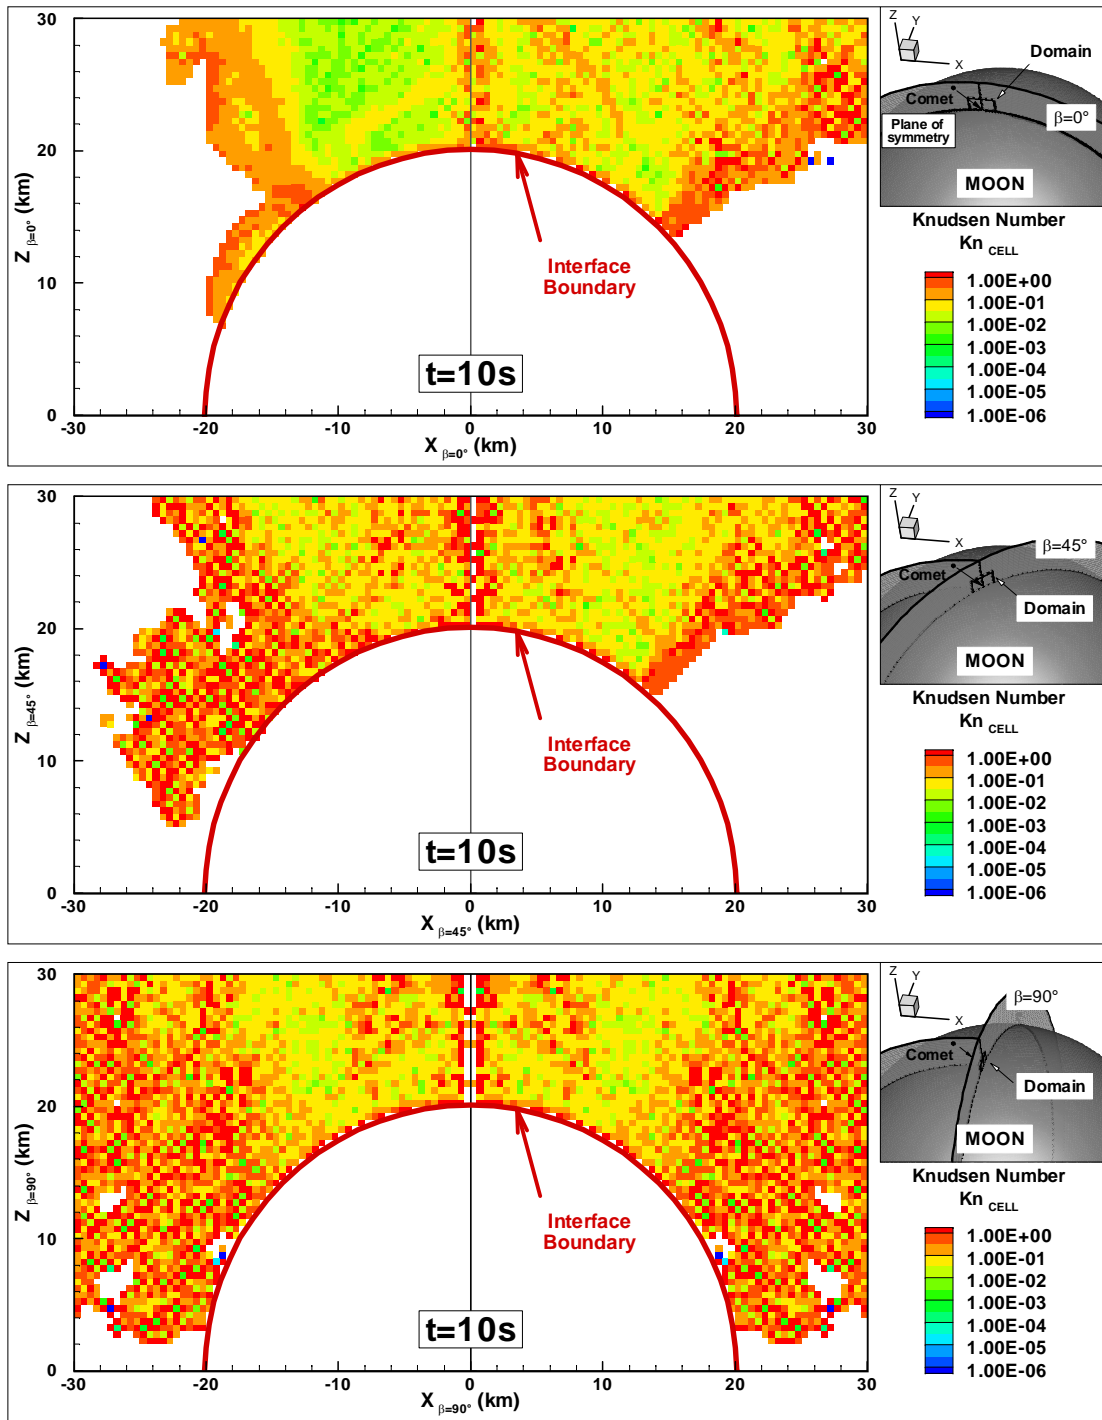 30
20
10
0
Z β=0° (km)
-30 -20 -10 0 10 20 30
X β=0° (km)
Interface
Boundary
t=10s
Z Y
X
Domain
Comet
β=0°
Plane of
symmetry
MOON
Knudsen Number
Kn CELL
1.00E+00
1.00E-01
1.00E-02
1.00E-03
1.00E-04
1.00E-05
1.00E-06
30
20
10
0
Z β=45° (km)
-30 -20 -10 0 10 20 30
X β=45° (km)
Interface
Boundary
t=10s
Z Y
X
β=45°
Comet
Domain
MOON
Knudsen Number
Kn CELL
1.00E+00
1.00E-01
1.00E-02
1.00E-03
1.00E-04
1.00E-05
1.00E-06
30
20
10
0
Z β=90° (km)
-30 -20 -10 0 10 20 30
X β=90° (km)
Interface
Boundary
t=10s
Z Y
X
β=90°
Comet
Domain
MOON
Knudsen Number
Kn CELL
1.00E+00
1.00E-01
1.00E-02
1.00E-03
1.00E-04
1.00E-05
1.00E-06